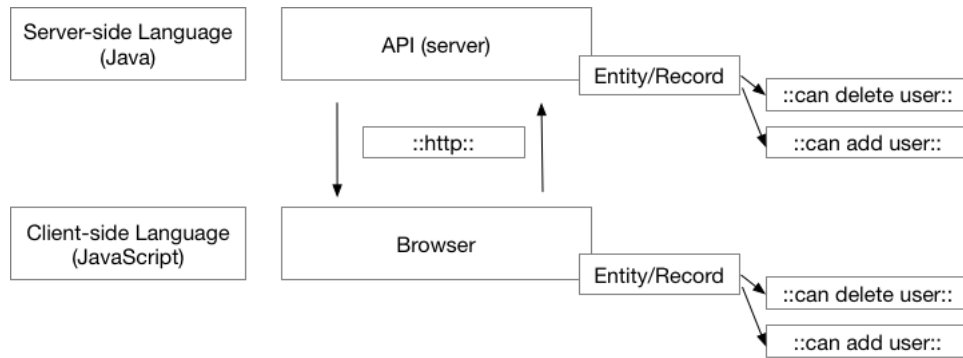 Server-side Language
(Java)
API (server)
Entity/Record
::can delete user::
::can add user::
::http::
Client-side Language
(JavaScript)
Browser
Entity/Record
::can delete user::
::can add user::